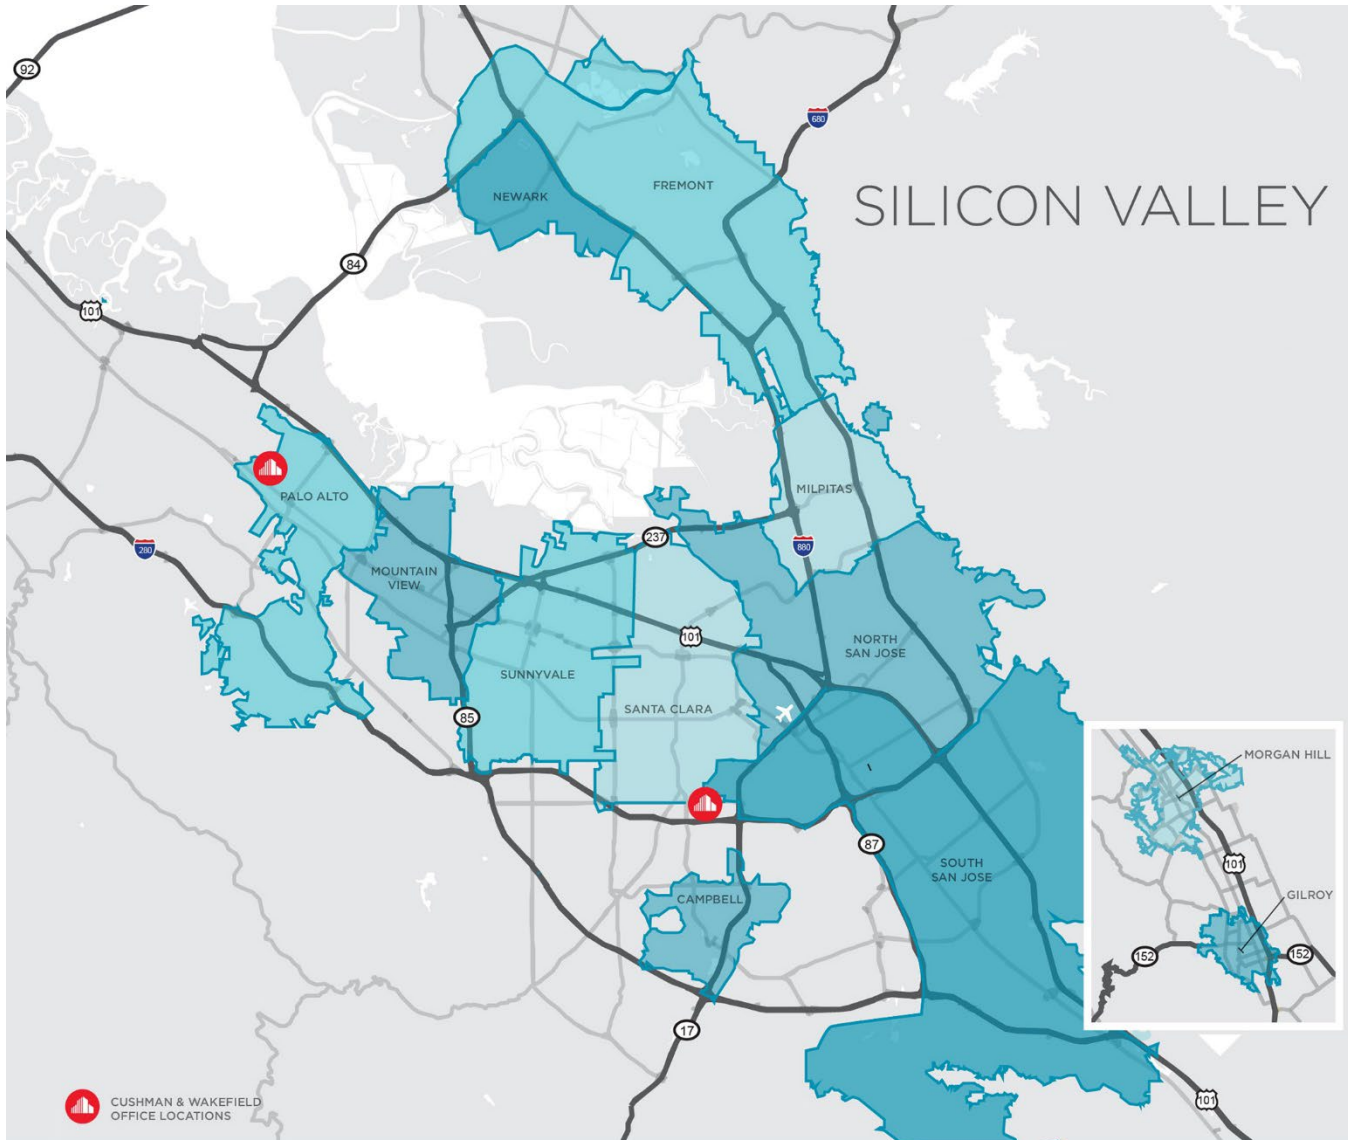 92
680
SILICON VALLEY
FREMONT
NEWARK
84
101
PALO ALTO
MILPITAS
237
280
880
MOUNTAIN
VIEW
101
NORTH
SAN JOSE
SUNNYVALE
SANTA CLARA
85
MORGAN HILL
87
101
SOUTH
SAN JOSE
CAMPBELL
GILROY
152
152
17
101
CUSHMAN & WAKEFIELD
OFFICE LOCATIONS